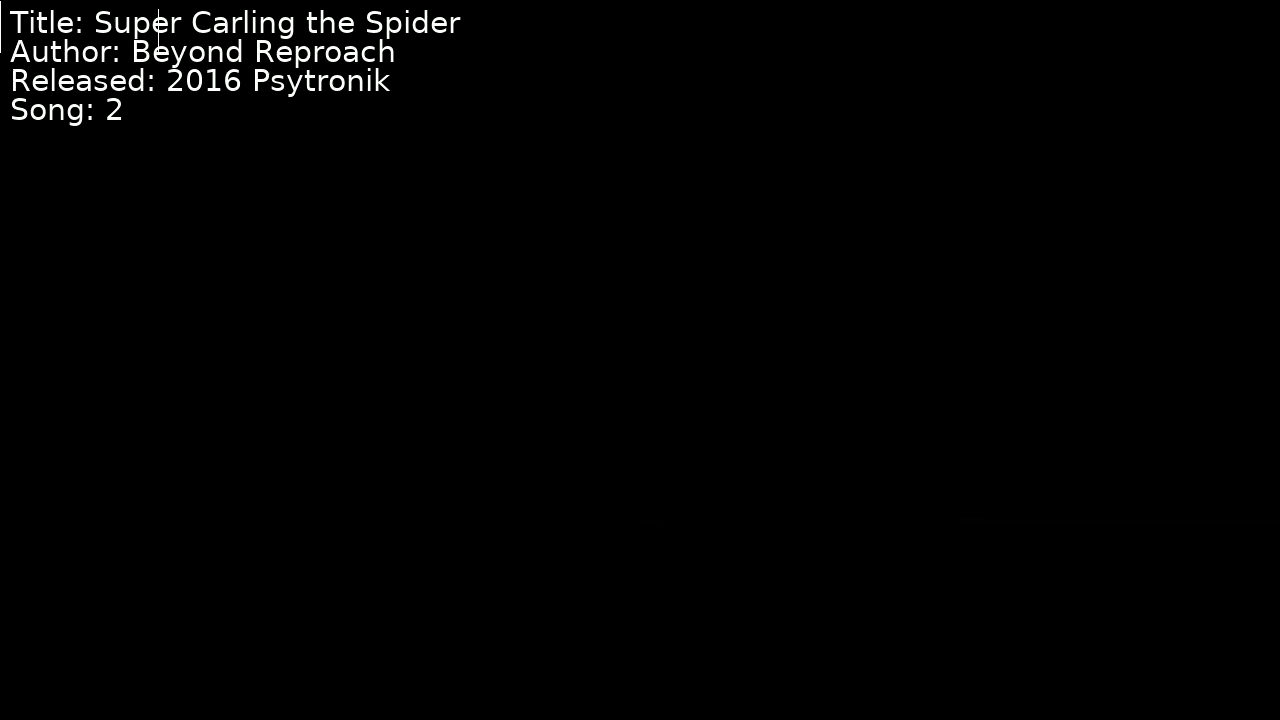 Title: Super Carling the Spider
Author: Beyond Reproach
Released: 2016 Psytronik
Song: 2